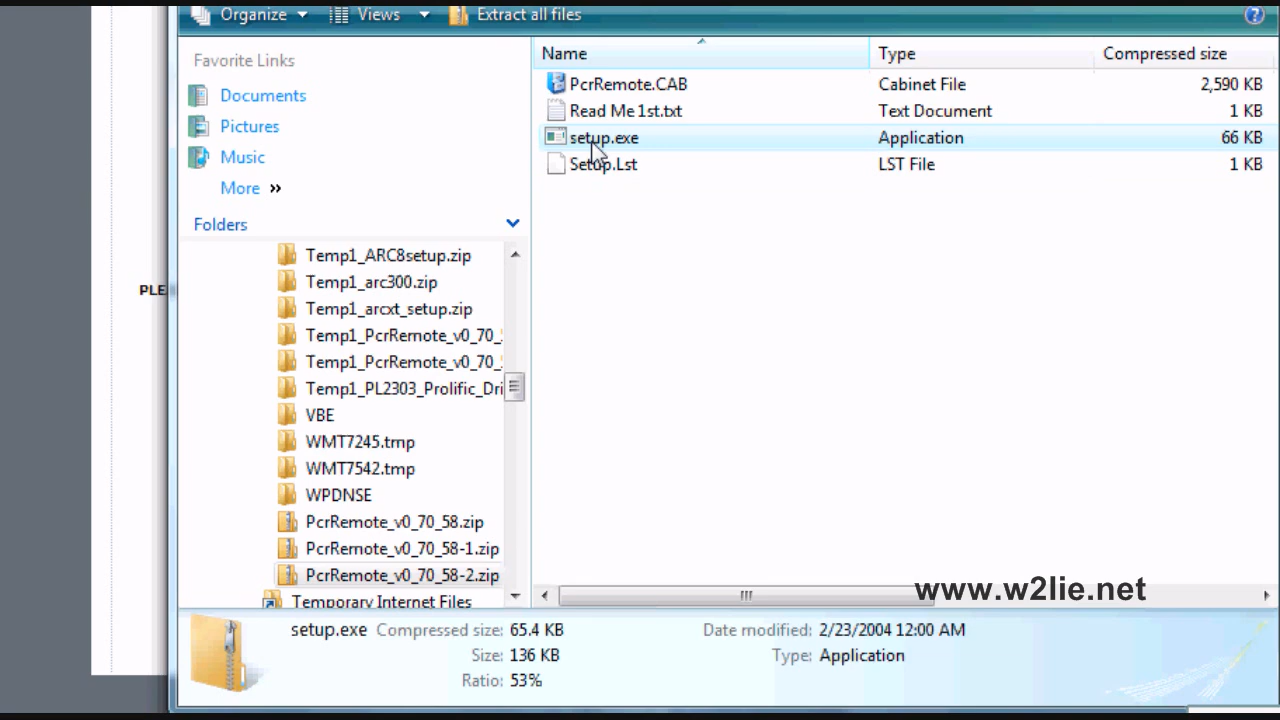 Organize Views Extract all files
Favorite Links
Documents
Pictures
Music
More »
Folders
Temp1_ARC8setup.zip
Temp1_arc300.zip
Temp1_arcxt_setup.zip
Temp1_PcrRemote_v0_70_
Temp1_PcrRemote_v0_70_
Temp1_PL2303_Prolific_Dri
VBE
WMT7245.tmp
WMT7542.tmp
WPDNSE
PcrRemote_v0_70_58.zip
PcrRemote_v0_70_58-1.zip
PcrRemote_v0_70_58-2.zip
Temporary Internet Files
Name Type Compressed size
PcrRemote.CAB Cabinet File 2,590 KB
Read Me 1st.txt Text Document 1 KB
setup.exe Application 66 KB
Setup.Lst LST File 1 KB
PLE
www.w2lie.net
setup.exe Compressed size: 65.4 KB Date modified: 2/23/2004 12:00 AM
Size: 136 KB Type: Application
Ratio: 53%